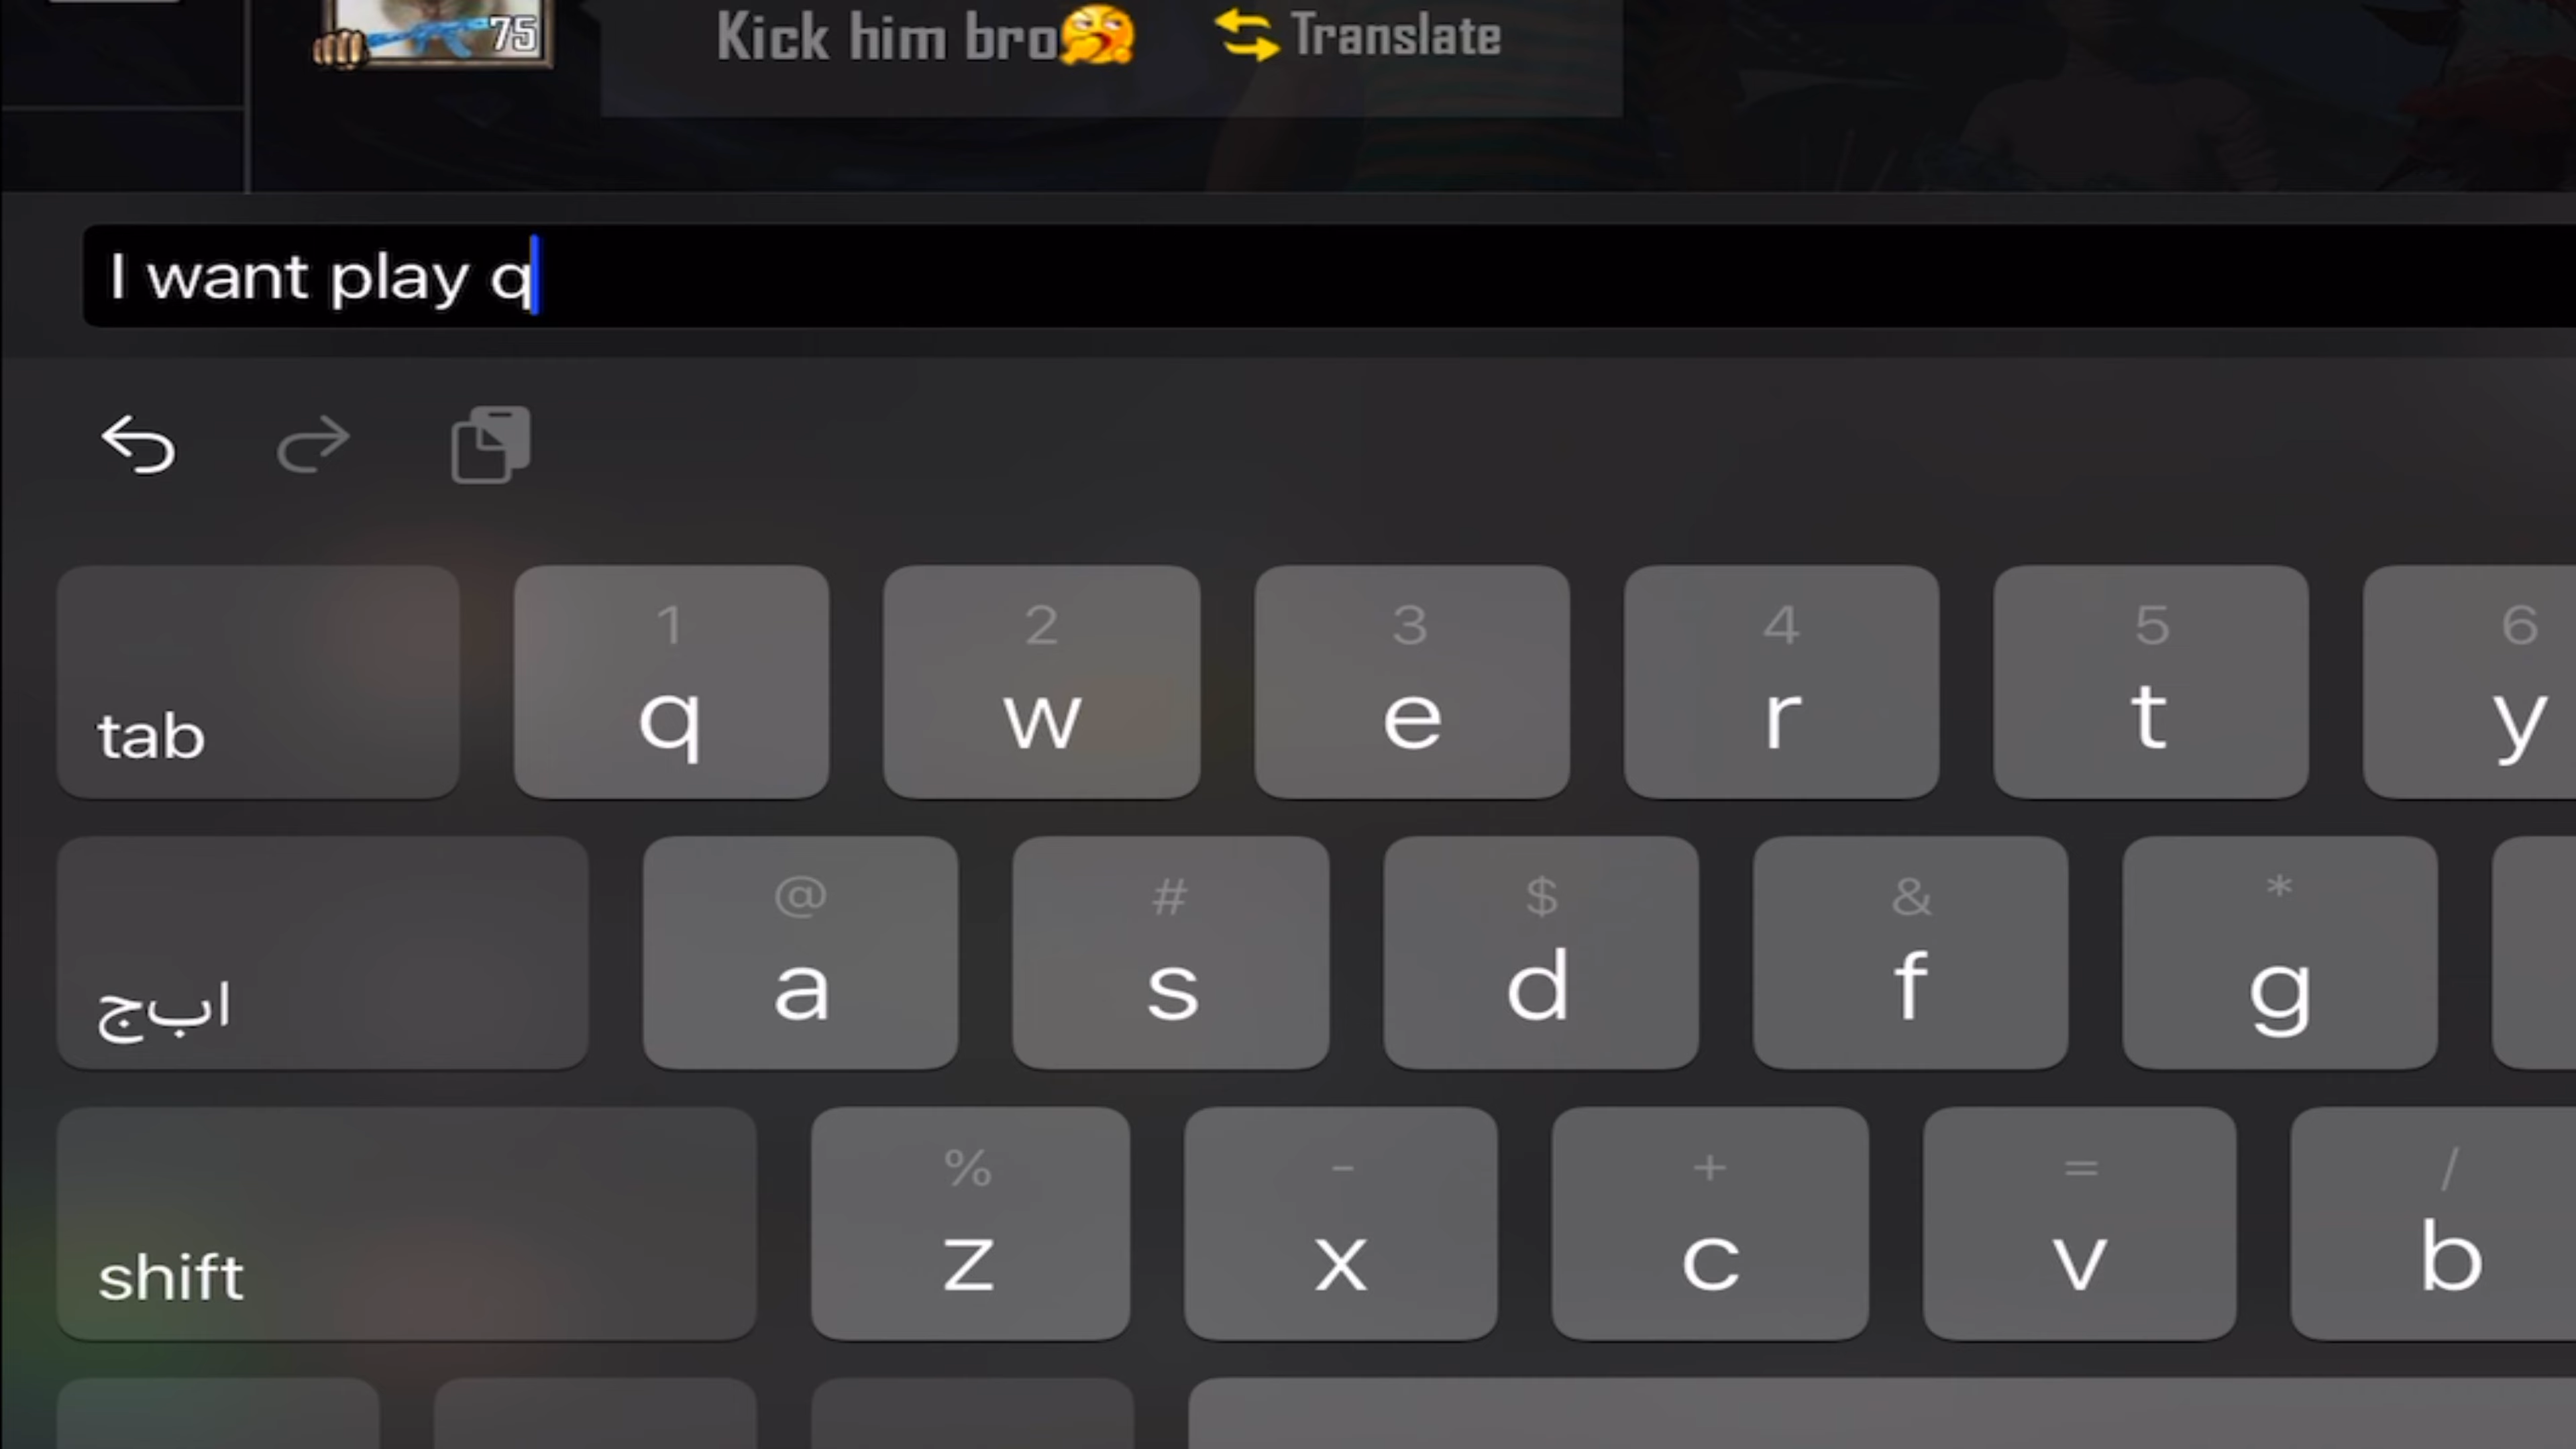 75
Kick him bro🥱 Translate
I want play q
1 2 3 4 5 6
tab q w e r t y
@ # $ & *
ابج a s d f g
% - + = /
shift z x c v b